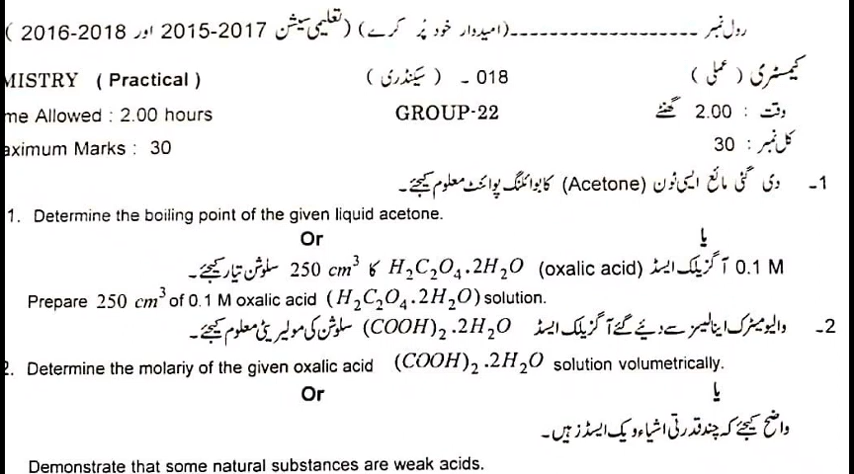 رول نمبر------------------(امیدوار خود پُر کرے) (تعلیمی سیشن 2015-2017 اور 2016-2018 )
MISTRY ( Practical ) 018 ـ ( سیکنڈری ) کیمسٹری ( عملی )
me Allowed : 2.00 hours GROUP-22 وقت : 2.00 گھنٹے
aximum Marks : 30 کل نمبر : 30
1- دی گئی مائع ایسی ٹون (Acetone) کا بوائلنگ پوائنٹ معلوم کیجئے۔
1. Determine the boiling point of the given liquid acetone.
Or یا
0.1 M آگزیلک ایسڈ (oxalic acid) H₂C₂O₄.2H₂O کا 250 cm³ سلوشن تیار کیجئے۔
Prepare 250 cm³ of 0.1 M oxalic acid (H₂C₂O₄.2H₂O) solution.
2- والیومیٹرک اینالیسز سے دیئے گئے آگزیلک ایسڈ (COOH)₂.2H₂O سلوشن کی مولیریٹی معلوم کیجئے۔
2. Determine the molariy of the given oxalic acid (COOH)₂.2H₂O solution volumetrically.
Or یا
واضح کیجئے کہ چند قدرتی اشیاء ویک ایسڈز ہیں۔
Demonstrate that some natural substances are weak acids.